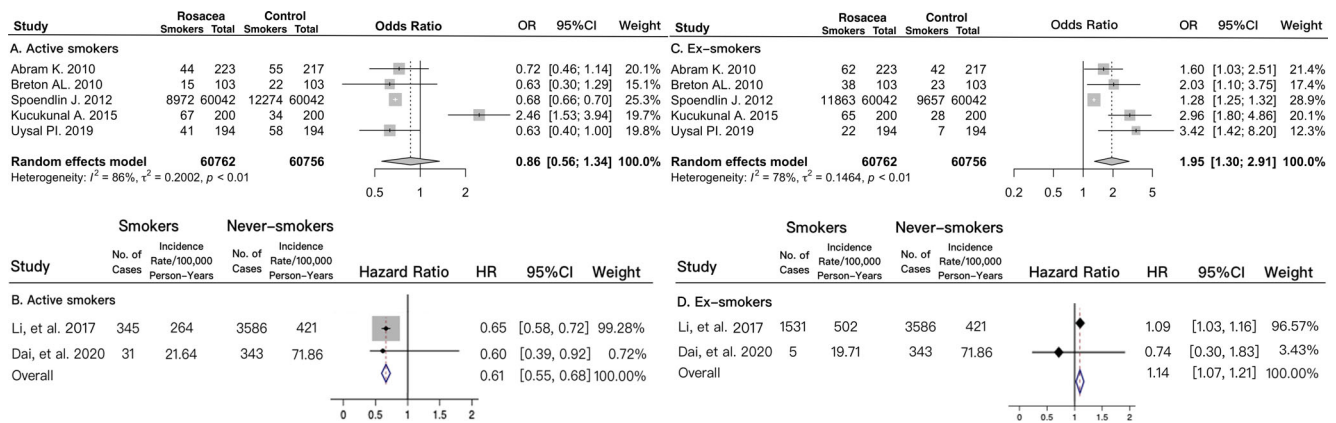 Rosacea Control
Study Smokers Total Smokers Total Odds Ratio OR 95%CI Weight
A. Active smokers
Abram K. 2010 44 223 55 217 0.72 [0.46; 1.14] 20.1%
Breton AL. 2010 15 103 22 103 0.63 [0.30; 1.29] 15.1%
Spoendlin J. 2012 8972 60042 12274 60042 0.68 [0.66; 0.70] 25.3%
Kucukunal A. 2015 67 200 34 200 2.46 [1.53; 3.94] 19.7%
Uysal PI. 2019 41 194 58 194 0.63 [0.40; 1.00] 19.8%
Random effects model 60762 60756 0.86 [0.56; 1.34] 100.0%
Heterogeneity: I² = 86%, τ² = 0.2002, p < 0.01
0.5 1 2
Rosacea Control
Study Smokers Total Smokers Total Odds Ratio OR 95%CI Weight
C. Ex-smokers
Abram K. 2010 62 223 42 217 1.60 [1.03; 2.51] 21.4%
Breton AL. 2010 38 103 23 103 2.03 [1.10; 3.75] 17.4%
Spoendlin J. 2012 11863 60042 9657 60042 1.28 [1.25; 1.32] 28.9%
Kucukunal A. 2015 65 200 28 200 2.96 [1.80; 4.86] 20.1%
Uysal PI. 2019 22 194 7 194 3.42 [1.42; 8.20] 12.3%
Random effects model 60762 60756 1.95 [1.30; 2.91] 100.0%
Heterogeneity: I² = 78%, τ² = 0.1464, p < 0.01
0.2 0.5 1 2 5
Smokers Never-smokers
No. of Incidence No. of Incidence
Cases Rate/100,000 Cases Rate/100,000
Person-Years Person-Years
Study Hazard Ratio HR 95%CI Weight
B. Active smokers
Li, et al. 2017 345 264 3586 421 0.65 [0.58, 0.72] 99.28%
Dai, et al. 2020 31 21.64 343 71.86 0.60 [0.39, 0.92] 0.72%
Overall 0.61 [0.55, 0.68] 100.00%
0 0.5 1 1.5 2
Smokers Never-smokers
No. of Incidence No. of Incidence
Cases Rate/100,000 Cases Rate/100,000
Person-Years Person-Years
Study Hazard Ratio HR 95%CI Weight
D. Ex-smokers
Li, et al. 2017 1531 502 3586 421 1.09 [1.03, 1.16] 96.57%
Dai, et al. 2020 5 19.71 343 71.86 0.74 [0.30, 1.83] 3.43%
Overall 1.14 [1.07, 1.21] 100.00%
0 0.5 1 1.5 2